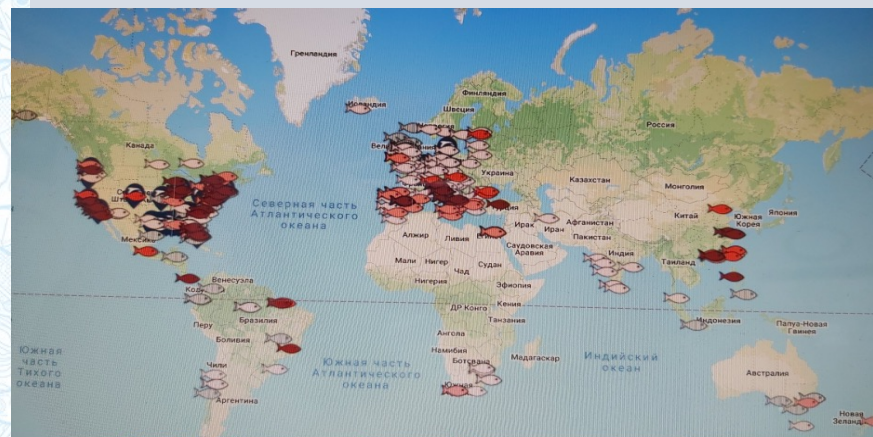 Гренландия
Финляндия
Швеция
Россия
Канада
Украина
Казахстан
Монголия
Северная часть
Атлантического
океана
Китай
Южная
Корея
Япония
Ирак
Иран
Афганистан
Пакистан
Алжир
Ливия
Саудовская
Аравия
Индия
Мали
Нигер
Чад
Судан
Таиланд
Нигерия
Эфиопия
Венесуэла
ДР Конго
Кения
Танзания
Индонезия
Папуа-Новая
Гвинея
Перу
Бразилия
Боливия
Ангола
Намибия
Ботсвана
Мадагаскар
Южная
часть
Тихого
океана
Южная часть
Атлантического
океана
Индийский
океан
Чили
Аргентина
Южная
Австралия
Новая